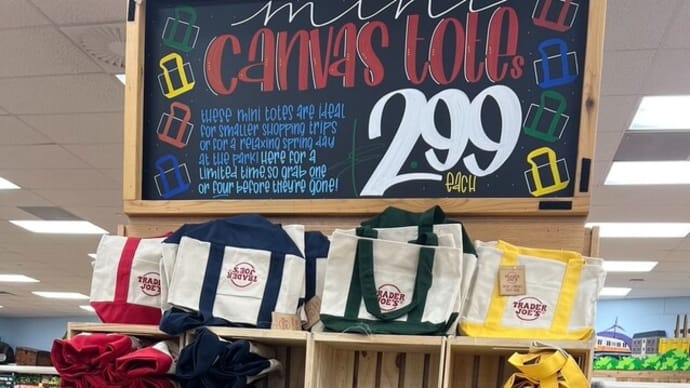 mini
canvas totes
THESE MINI TOTES ARE IDEAL
FOR SMALLER SHOPPING TRIPS
OR FOR A RELAXING SPRING DAY
AT THE PARK! HERE FOR A
LIMITED TIME, SO GRAB ONE
OR FOUR BEFORE THEY'RE GONE!
2.99
EACH
TRADER
JOE'S
TRADER
JOE'S
TRADER
JOE'S
TRADER
JOE'S